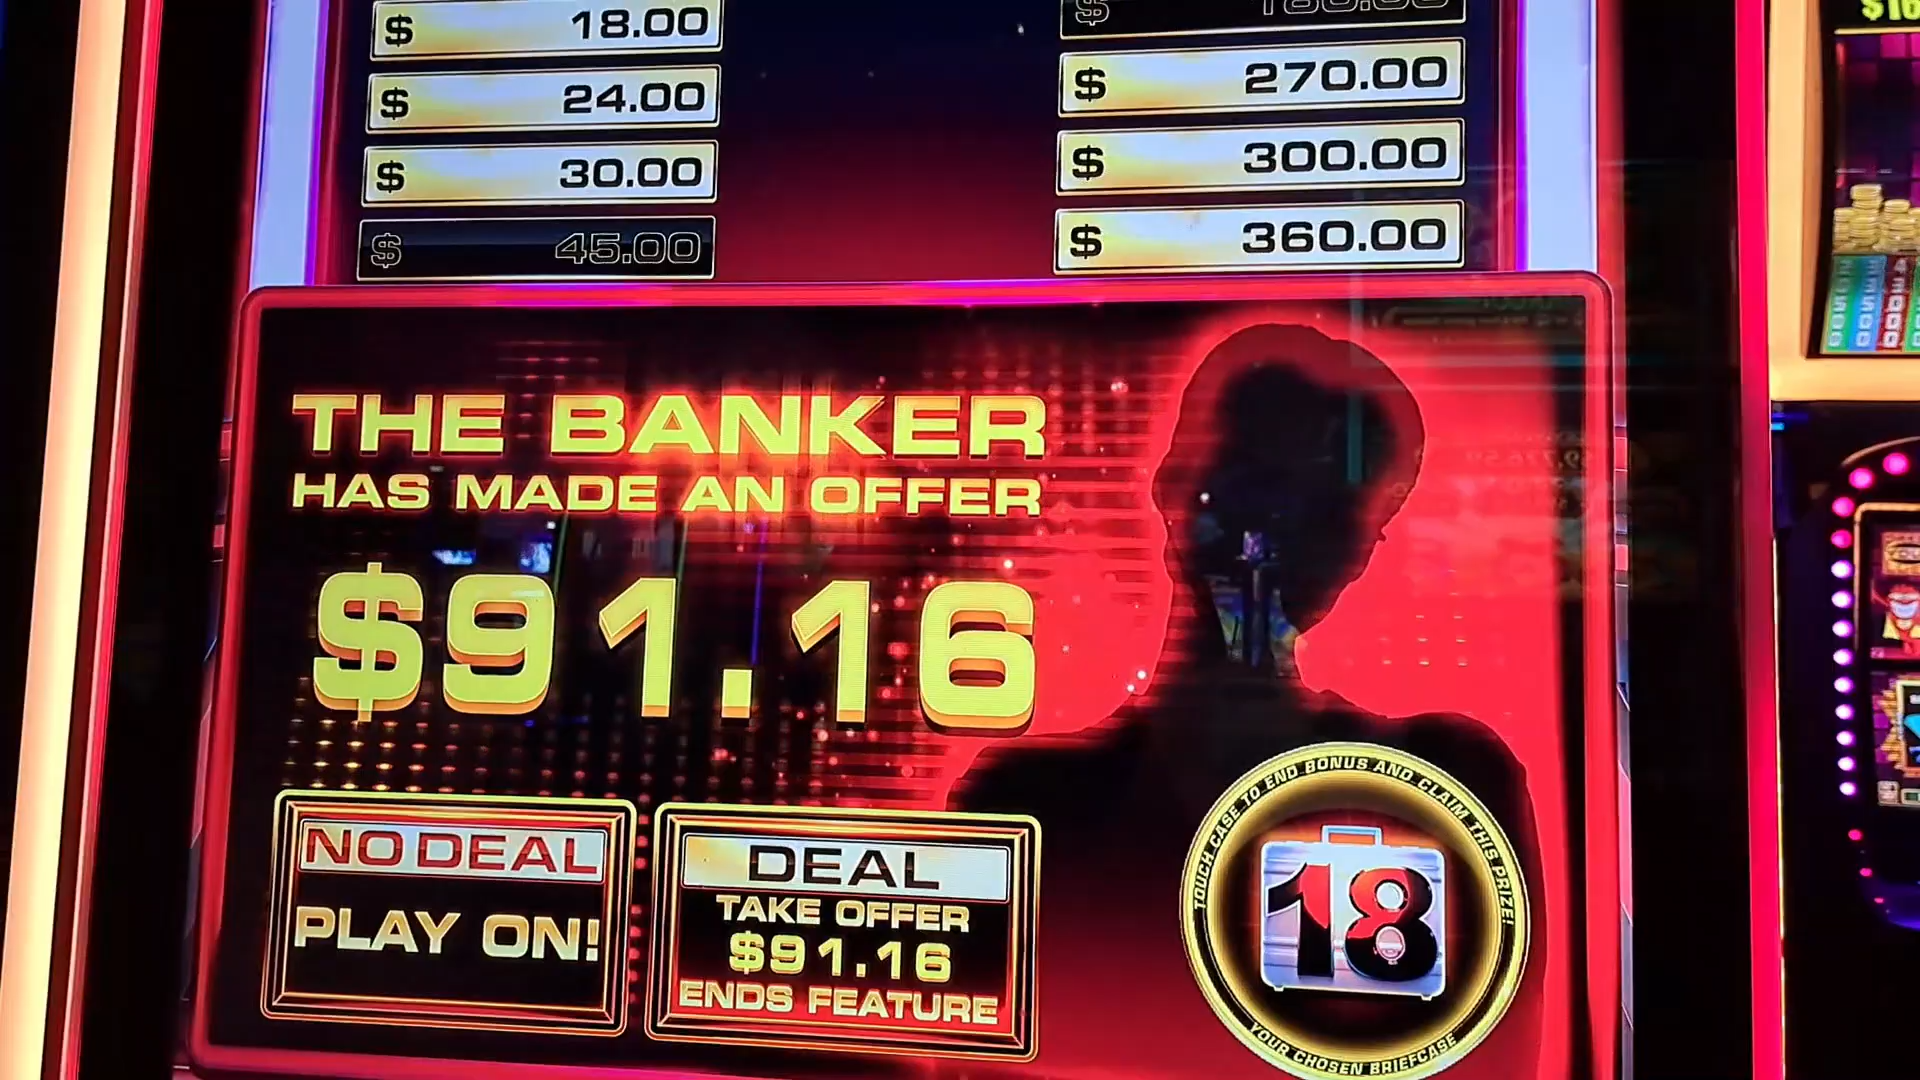 $ 18.00
$ 180.00
$ 24.00
$ 270.00
$ 30.00
$ 300.00
$ 45.00
$ 360.00
THE BANKER
HAS MADE AN OFFER
$91.16
NO DEAL
PLAY ON!
DEAL
TAKE OFFER
$91.16
ENDS FEATURE
TOUCH CASE TO END BONUS AND CLAIM THIS PRIZE!
18
YOUR CHOSEN BRIEFCASE